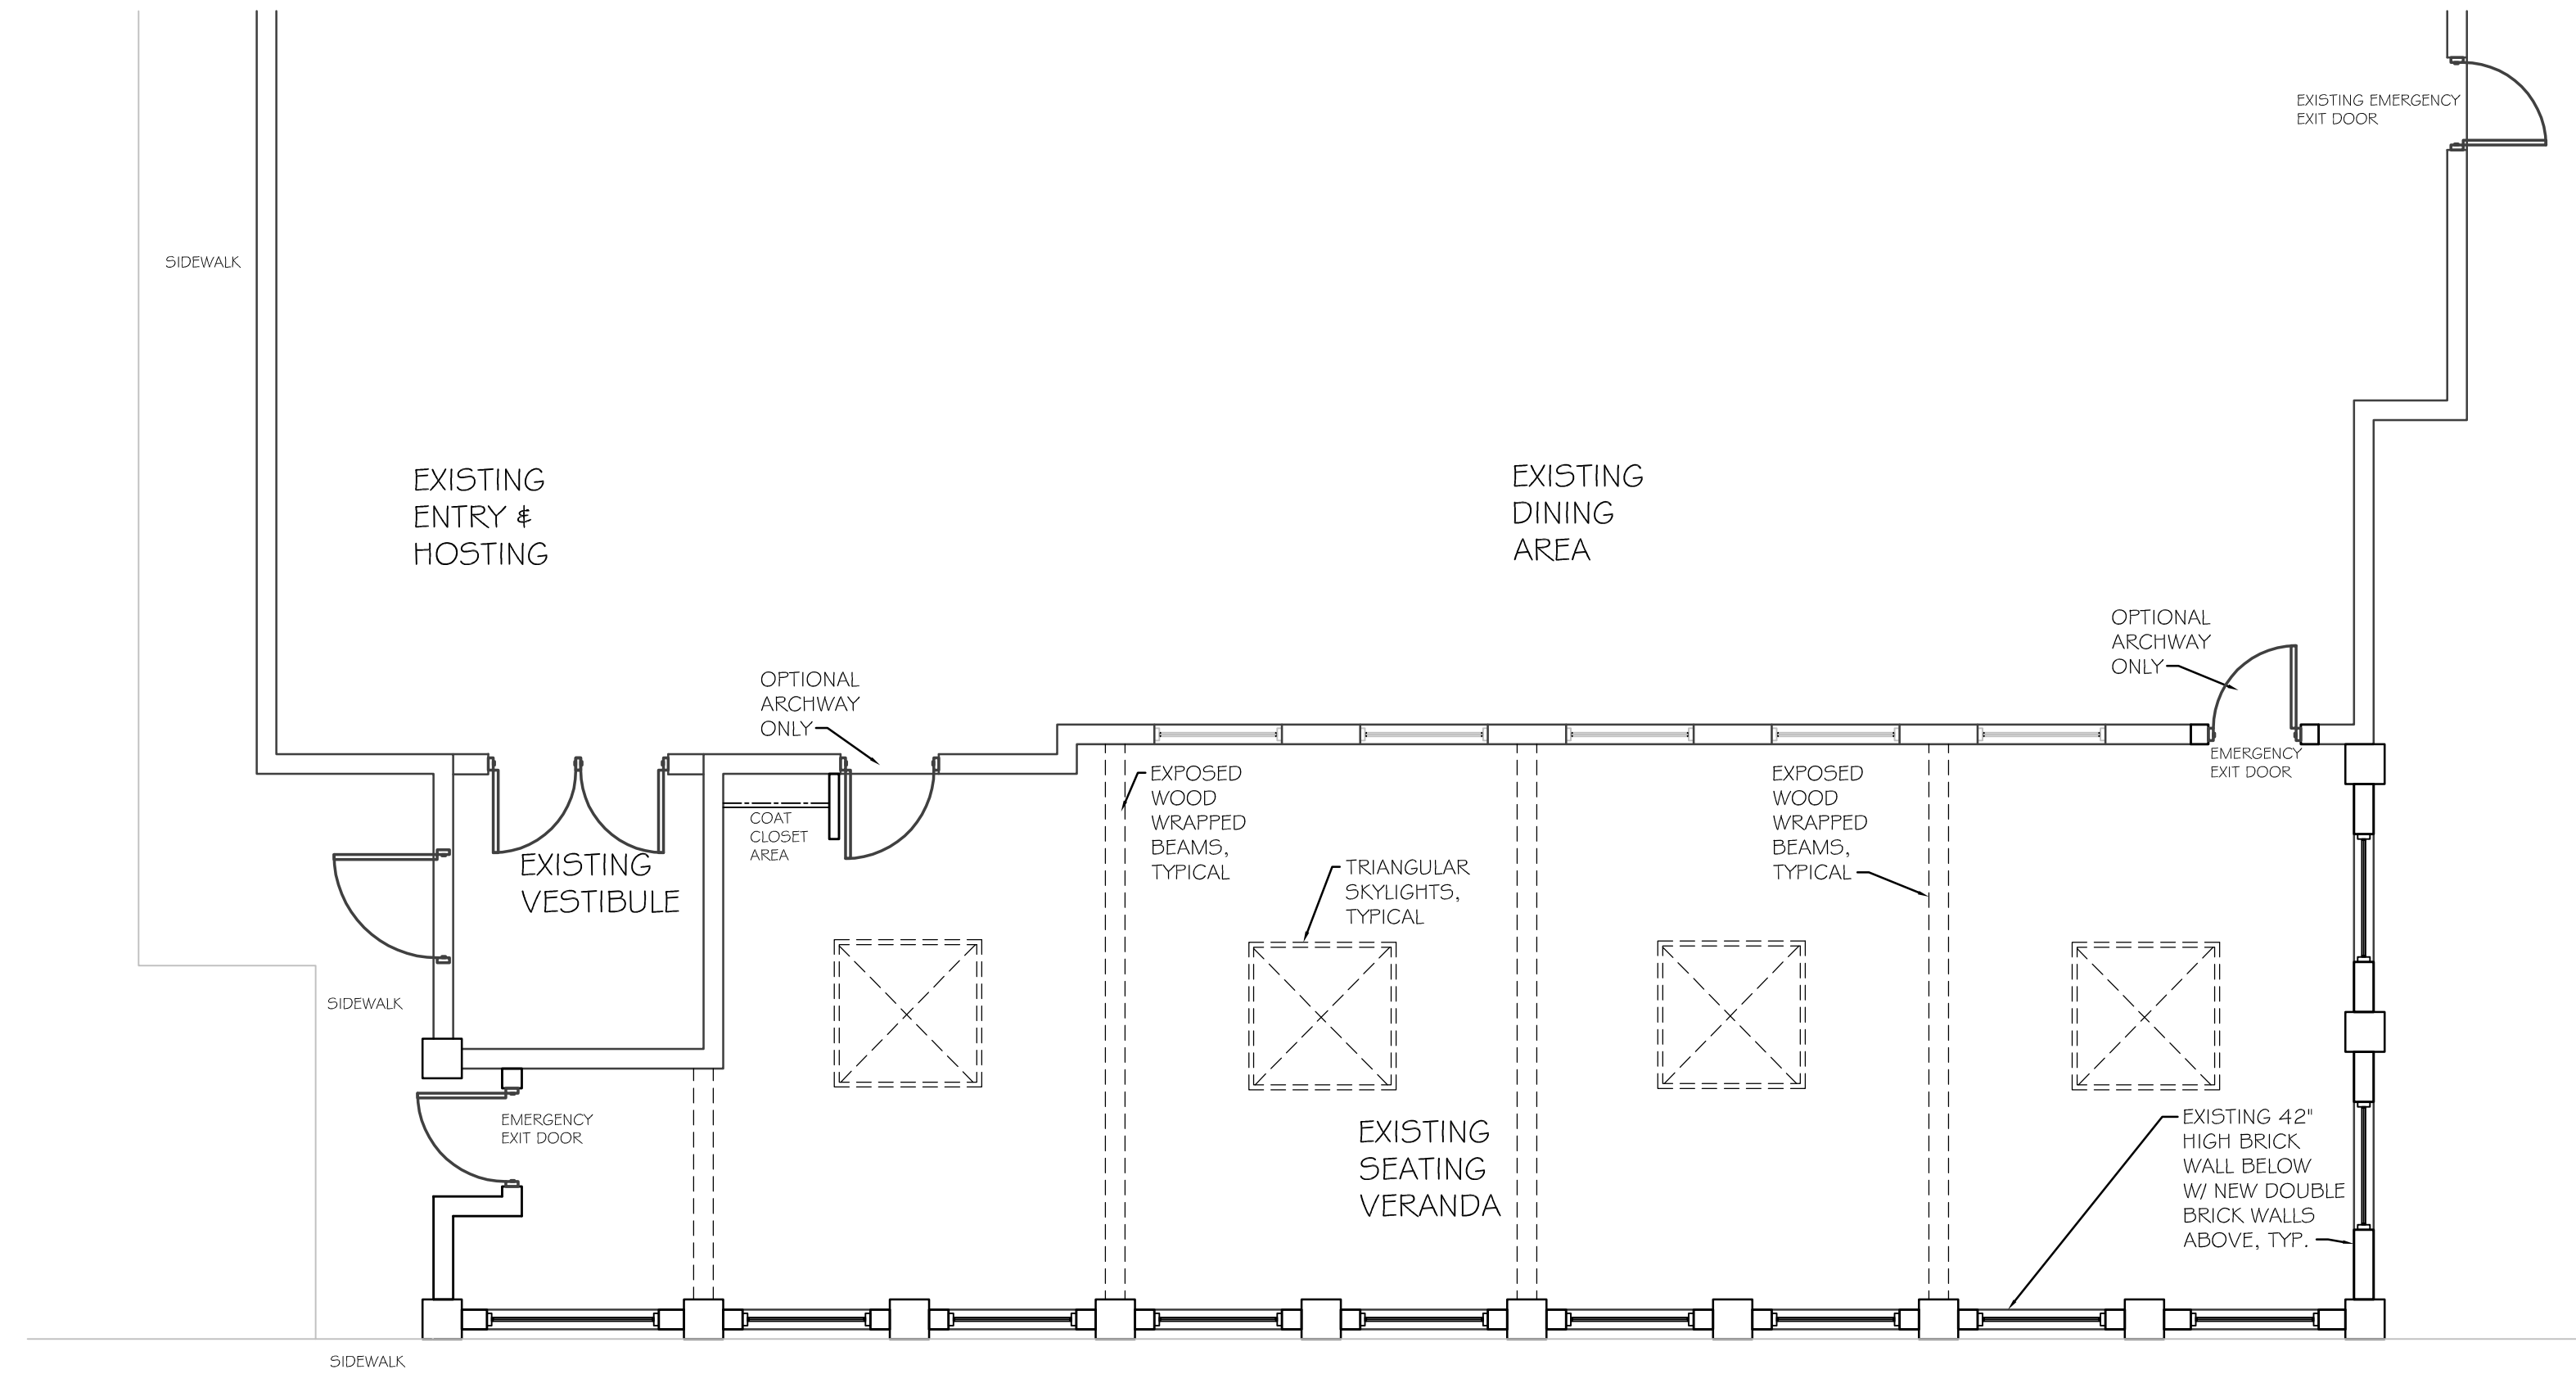 EXISTING EMERGENCY
EXIT DOOR
SIDEWALK
EXISTING
ENTRY &
HOSTING
EXISTING
DINING
AREA
OPTIONAL
ARCHWAY
ONLY
OPTIONAL
ARCHWAY
ONLY
EMERGENCY
EXIT DOOR
EXPOSED
WOOD
WRAPPED
BEAMS,
TYPICAL
EXPOSED
WOOD
WRAPPED
BEAMS,
TYPICAL
COAT
CLOSET
AREA
EXISTING
VESTIBULE
TRIANGULAR
SKYLIGHTS,
TYPICAL
SIDEWALK
EMERGENCY
EXIT DOOR
EXISTING
SEATING
VERANDA
EXISTING 42"
HIGH BRICK
WALL BELOW
W/ NEW DOUBLE
BRICK WALLS
ABOVE, TYP.
SIDEWALK